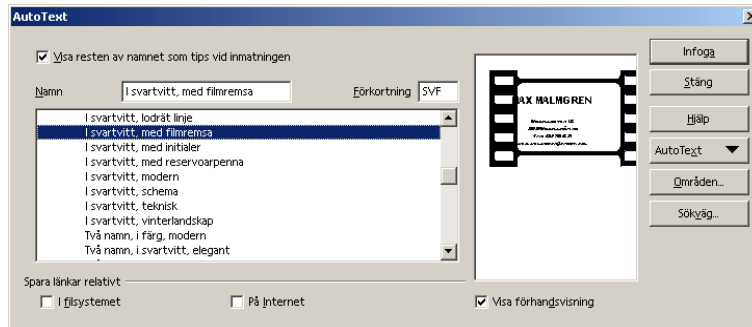 AutoText
Visa resten av namnet som tips vid inmatningen
Namn
I svartvitt, med filmremsa
Förkortning
SVF
I svartvitt, lodrät linje
I svartvitt, med filmremsa
I svartvitt, med initialer
I svartvitt, med reservoarpenna
I svartvitt, modern
I svartvitt, schema
I svartvitt, teknisk
I svartvitt, vinterlandskap
Två namn, i färg, modern
Två namn, i svartvitt, elegant
Spara länkar relativt
I filsystemet
På Internet
MALMGREN
Visa förhandsvisning
Infoga
Stäng
Hjälp
AutoText
Områden...
Sökväg...